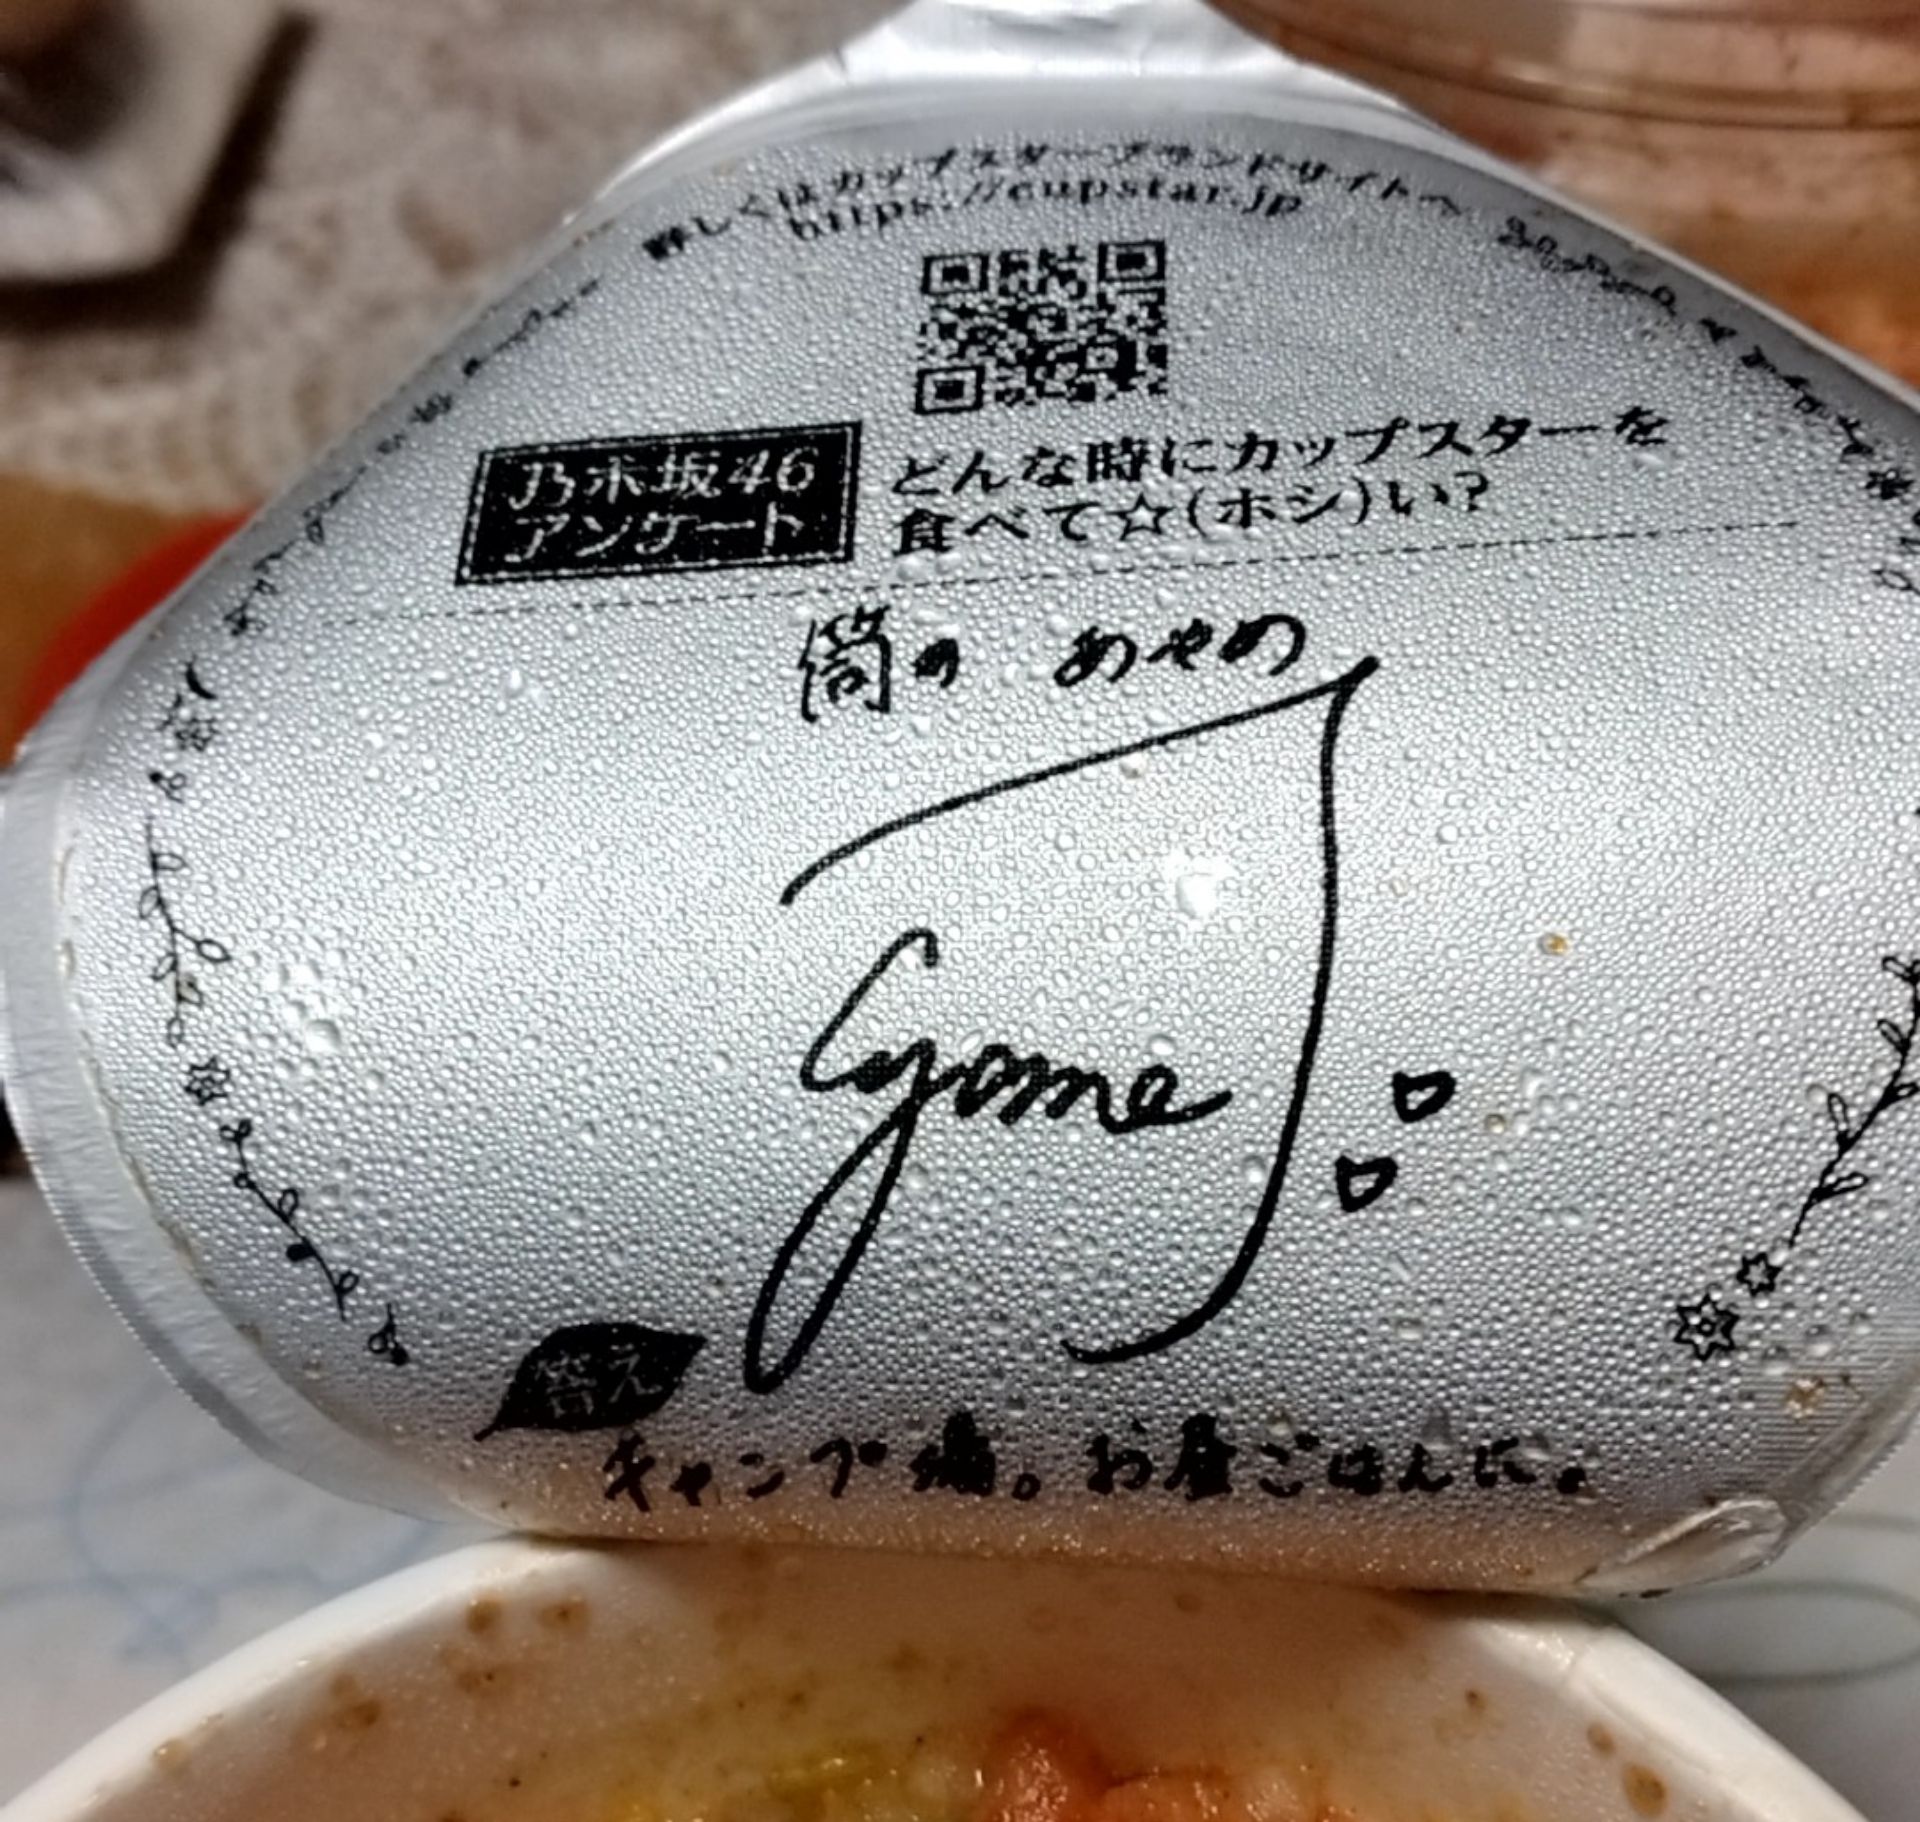 詳しくはカップスターブランドサイトへ
https://cupstar.jp
乃木坂46
アンケート
どんな時にカップスターを
食べて☆(ホシ)い?
筒井 あやめ
Ayame
答え
キャンプ場。お昼ごはんに。